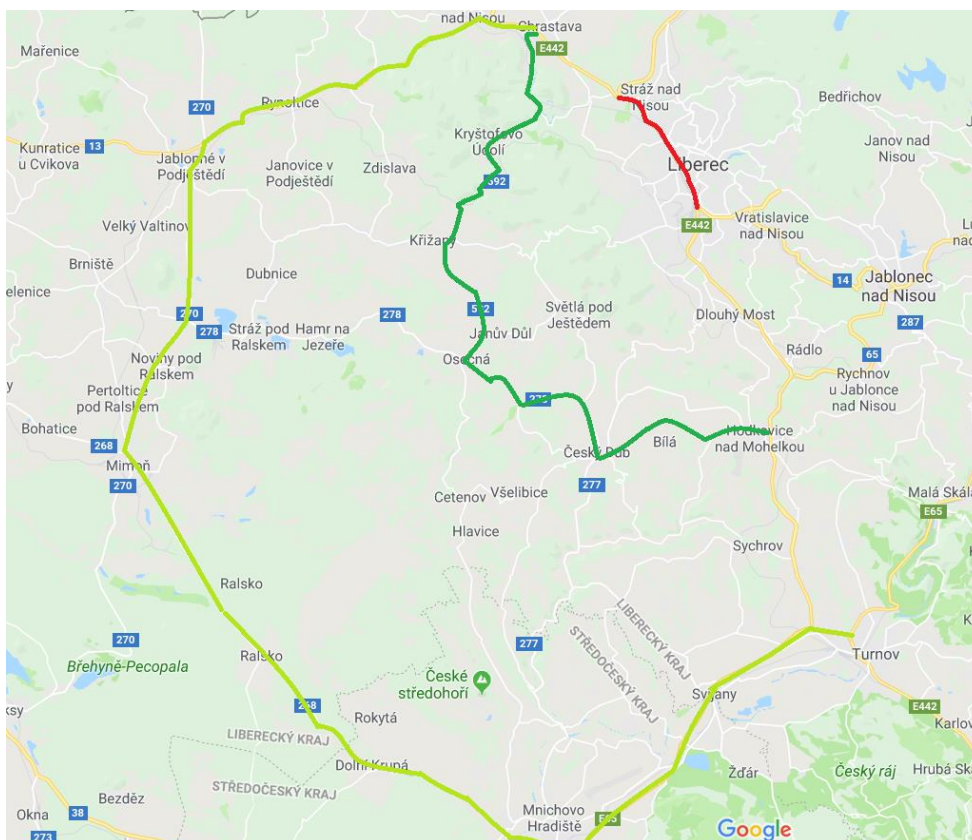 Mařenice
nad Nisou
Chrastava
E442
Stráž nad
Nisou
Bedřichov
270
Rynoltice
Kunratice
u Cvikova
13
Jablonné v
Podještědí
Janovice v
Podještědí
Zdislava
Kryštofovo
Údolí
592
Liberec
Janov nad
Nisou
Velký Valtinov
Křižany
E442
Vratislavice
nad Nisou
Brniště
Dubnice
14
Jablonec
nad Nisou
elenice
270
278
Stráž pod
Ralskem
Hamr na
Jezeře
278
Světlá pod
Ještědem
Janův Důl
Dlouhý Most
287
Noviny pod
Ralskem
Osečná
Rádlo
65
Rychnov
u Jablonce
nad Nisou
Pertoltice
pod Ralskem
Bohatice
268
Mimoň
270
Český Dub
Bílá
Hodkovice
nad Mohelkou
277
Cetenov
Všelibice
Malá Skála
E65
Hlavice
Sychrov
Ralsko
270
Břehyně-Pecopala
Ralsko
277
LIBERECKÝ KRAJ
STŘEDOČESKÝ KRAJ
Turnov
České
středohoří
Svijany
E442
ksy
268
Rokytá
Karlov
LIBERECKÝ KRAJ
Dolní Krupá
STŘEDOČESKÝ KRAJ
Žďár
Český ráj
Hrubá Ská
Bezděz
Okna
38
273
Mnichovo
Hradiště
E65
Google